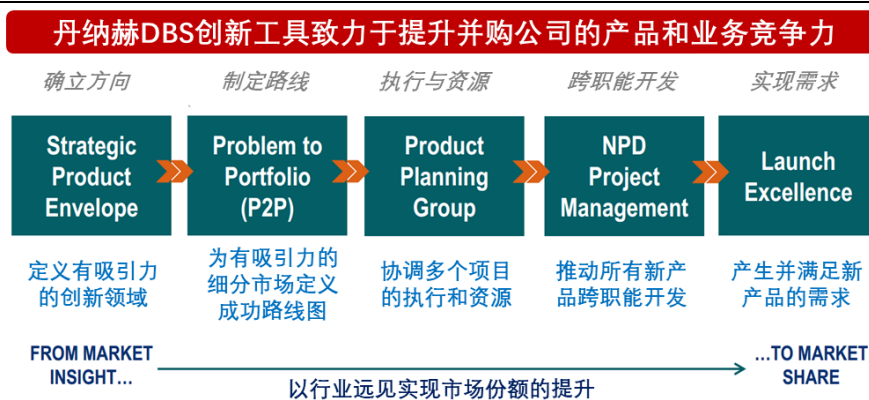 丹纳赫DBS创新工具致力于提升并购公司的产品和业务竞争力
确立方向
制定路线
执行与资源
跨职能开发
实现需求
Strategic
Product
Envelope
Problem to
Portfolio
(P2P)
Product
Planning
Group
NPD
Project
Management
Launch
Excellence
定义有吸引力
的创新领域
为有吸引力的
细分市场定义
成功路线图
协调多个项目
的执行和资源
推动所有新产
品跨职能开发
产生并满足新
产品的需求
FROM MARKET
INSIGHT…
…TO MARKET
SHARE
以行业远见实现市场份额的提升